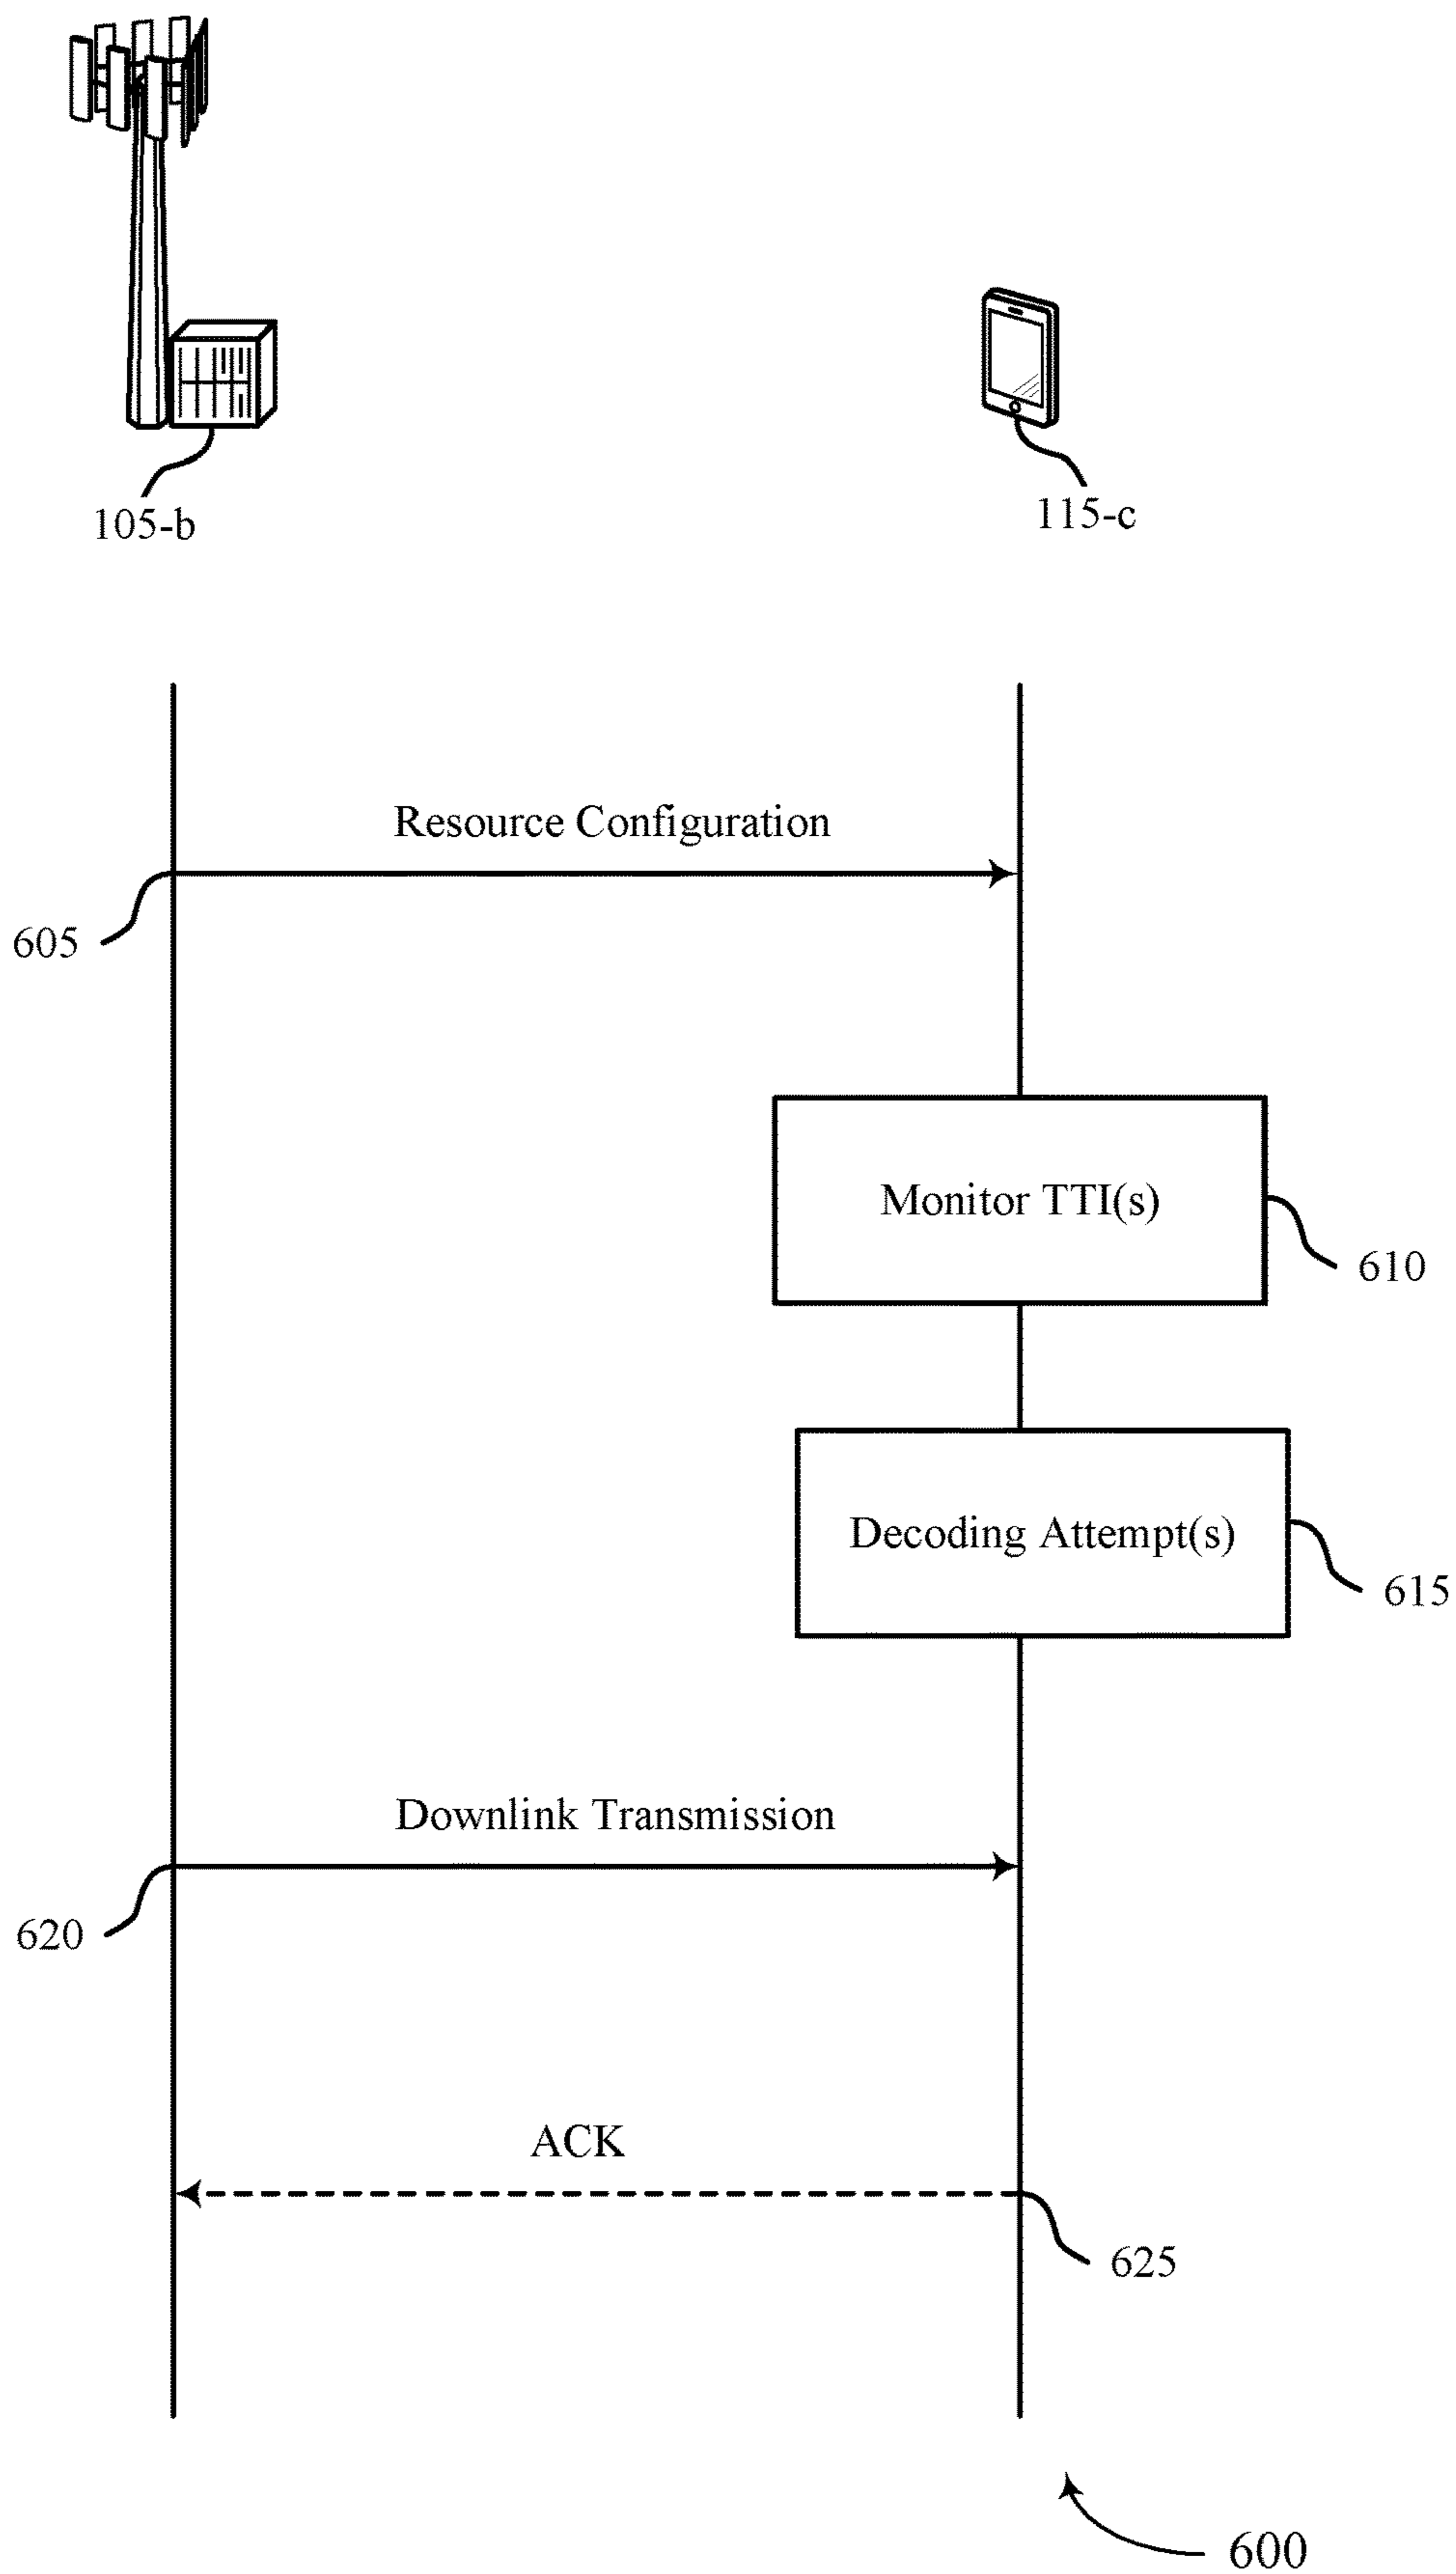 105-b
115-c
Resource Configuration
605
Monitor TTI(s)
610
Decoding Attempt(s)
615
Downlink Transmission
620
ACK
625
600